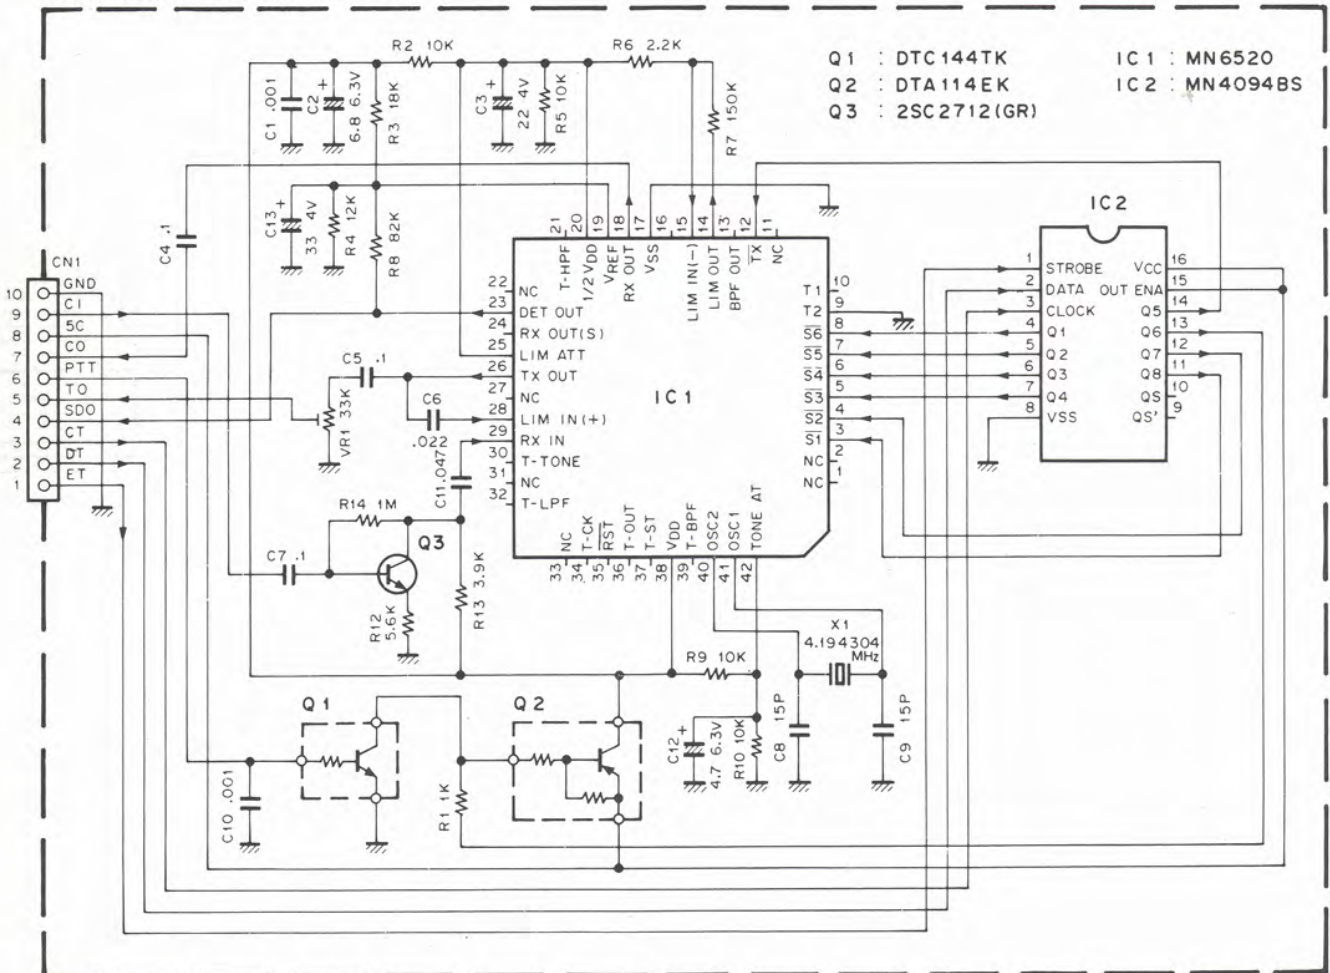 R2 10K
R6 2.2K
Q1 : DTC144TK
Q2 : DTA114EK
Q3 : 2SC2712(GR)
IC1 : MN6520
IC2 : MN4094BS
C1 .001
C2 + 6.8 6.3V
R3 18K
C3 + 22 4V
R5 10K
R7 150K
C4 .1
C13 + 33 4V
R4 12K
R8 82K
CN1
10 GND
9 CI
8 5C
7 CO
6 PTT
5 TO
4 SDO
3 CT
2 DT
1 ET
IC1
21 T-HPF
20 1/2 VDD
19 VREF
18 RX OUT
17 VSS
16
15 LIM IN(-)
14 LIM OUT
13 BPF OUT
12 TX
11 NC
22 NC
23 DET OUT
24 RX OUT(S)
25 LIM ATT
26 TX OUT
27 NC
28 LIM IN(+)
29 RX IN
30 T-TONE
31 NC
32 T-LPF
T1 10
T2 9
S6 8
S5 7
S4 6
S3 5
S2 4
S1 3
NC 2
NC 1
33 NC
34 T-CK
35 RST
36 T-OUT
37 T-ST
38 VDD
39 T-BPF
40 OSC2
41 OSC1
42 TONE AT
IC2
1 STROBE
2 DATA
3 CLOCK
4 Q1
5 Q2
6 Q3
7 Q4
8 VSS
VCC 16
OUT ENA 15
Q5 14
Q6 13
Q7 12
Q8 11
QS 10
QS' 9
C5 .1
C6 .022
VR1 33K
C11 .047
R14 1M
Q3
C7 .1
R12 5.6K
R13 3.9K
R9 10K
X1
4.194304
MHz
Q1
Q2
C10 .001
R1 1K
C12 + 4.7 6.3V
R10 10K
C8 15P
C9 15P